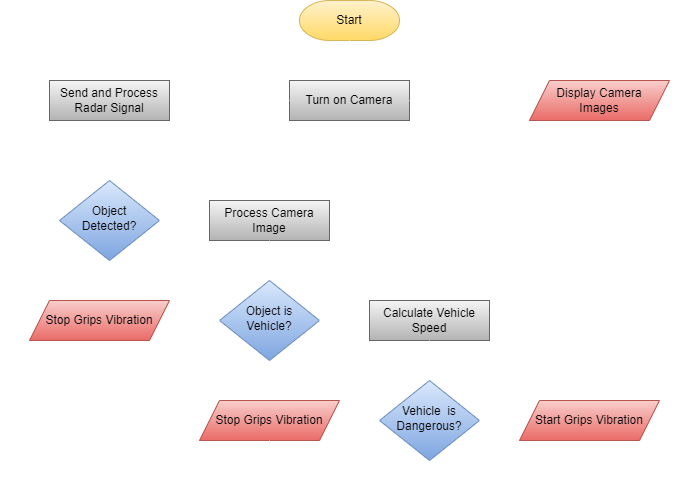 Start
Send and Process
Radar Signal
Turn on Camera
Display Camera
Images
Object
Detected?
Process Camera
Image
Stop Grips Vibration
Object is
Vehicle?
Calculate Vehicle
Speed
Stop Grips Vibration
Vehicle is
Dangerous?
Start Grips Vibration